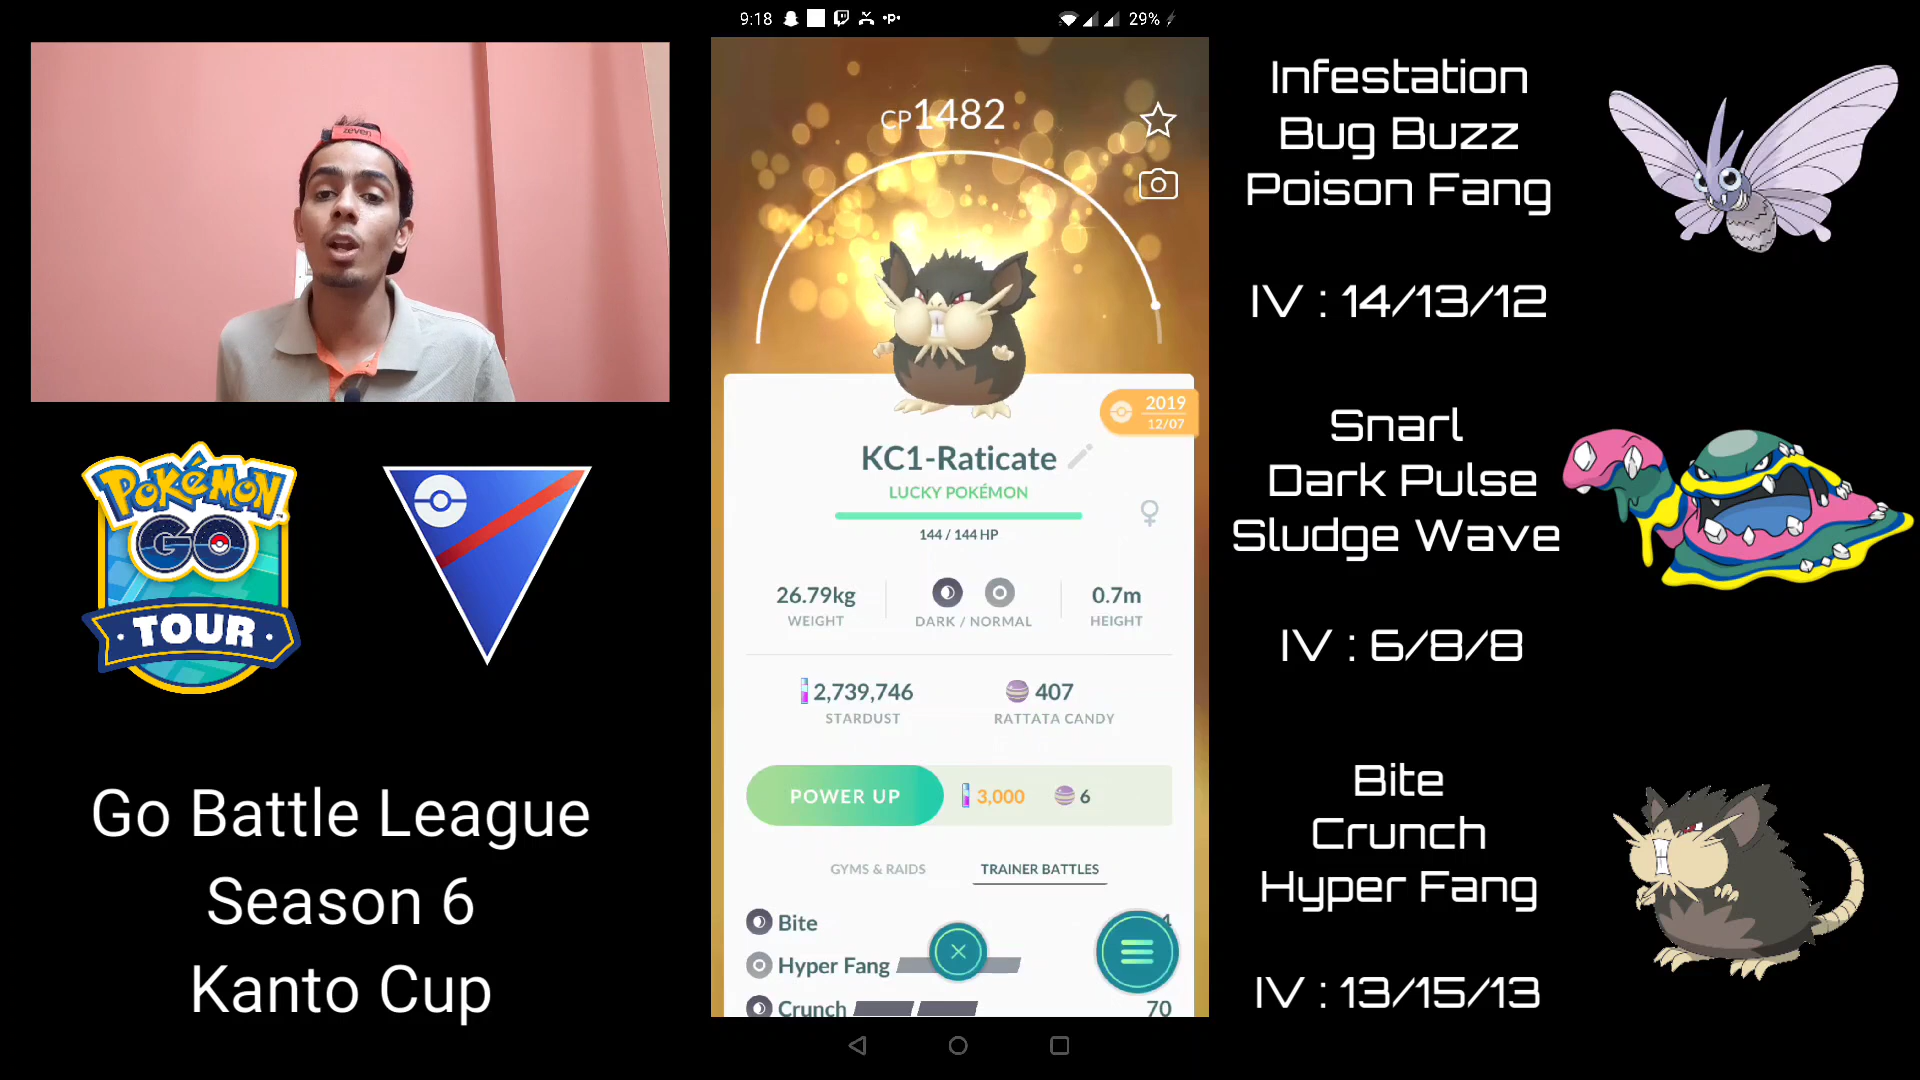 9:18
29%
zeven
CP1482
2019
12/07
KC1-Raticate
LUCKY POKÉMON
144 / 144 HP
26.79kg
WEIGHT
DARK / NORMAL
0.7m
HEIGHT
2,739,746
STARDUST
407
RATTATA CANDY
POWER UP
3,000
6
GYMS & RAIDS
TRAINER BATTLES
Bite
4
Hyper Fang
Crunch
70
POKÉMON
GO
TOUR
Go Battle League
Season 6
Kanto Cup
Infestation
Bug Buzz
Poison Fang
IV : 14/13/12
Snarl
Dark Pulse
Sludge Wave
IV : 6/8/8
Bite
Crunch
Hyper Fang
IV : 13/15/13